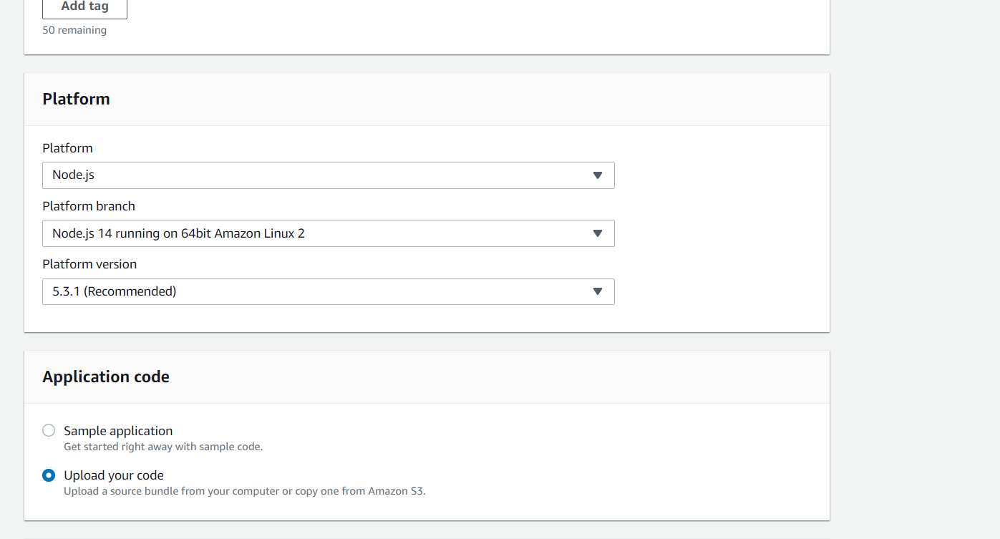 Add tag
50 remaining
Platform
Platform
Node.js
Platform branch
Node.js 14 running on 64bit Amazon Linux 2
Platform version
5.3.1 (Recommended)
Application code
Sample application
Get started right away with sample code.
Upload your code
Upload a source bundle from your computer or copy one from Amazon S3.